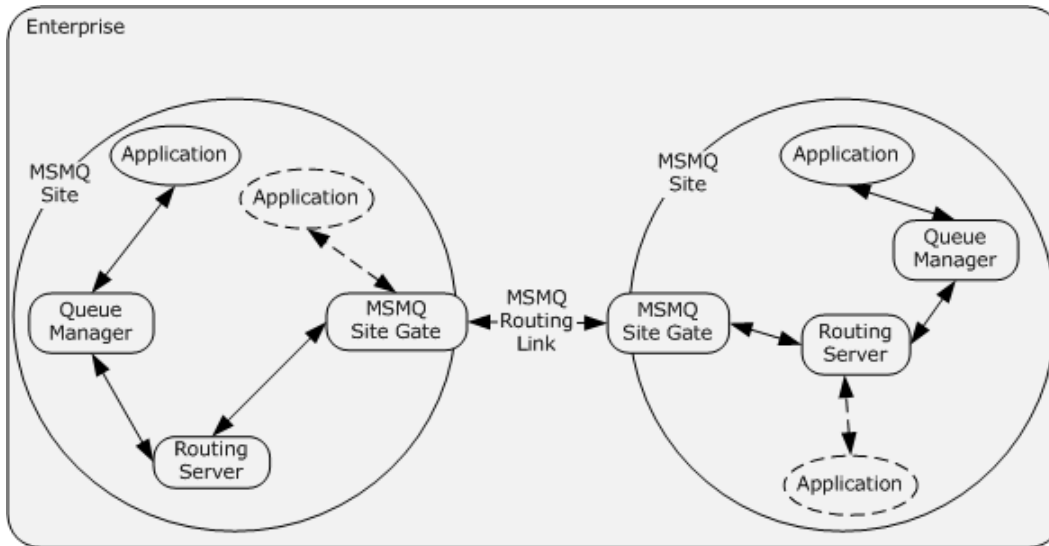 Enterprise
MSMQ
Site
Application
Application
Queue
Manager
MSMQ
Site Gate
Routing
Server
MSMQ
Routing
Link
MSMQ
Site
Application
Queue
Manager
MSMQ
Site Gate
Routing
Server
Application